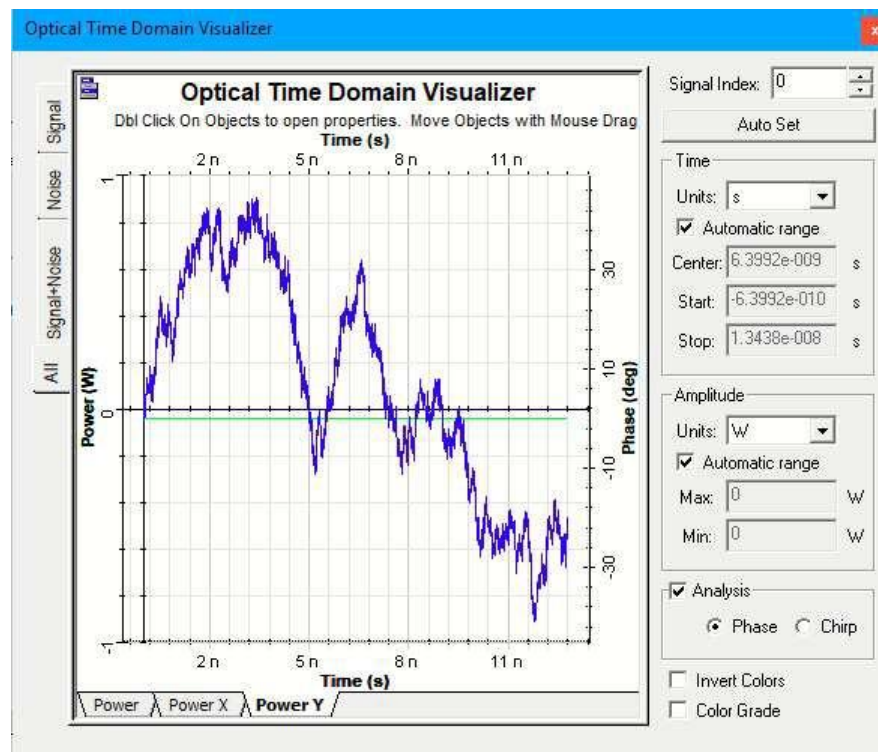 Optical Time Domain Visualizer
x
Signal
Noise
Signal+Noise
All
Optical Time Domain Visualizer
Dbl Click On Objects to open properties. Move Objects with Mouse Drag
Time (s)
2 n 5 n 8 n 11 n
1
0
-1
Power (W)
30
10
-10
-30
Phase (deg)
2 n 5 n 8 n 11 n
Time (s)
Power Power X Power Y
Signal Index: 0
Auto Set
Time
Units: s
Automatic range
Center: 6.3992e-009 s
Start: -6.3992e-010 s
Stop: 1.3438e-008 s
Amplitude
Units: W
Automatic range
Max: 0 W
Min: 0 W
Analysis
Phase Chirp
Invert Colors
Color Grade